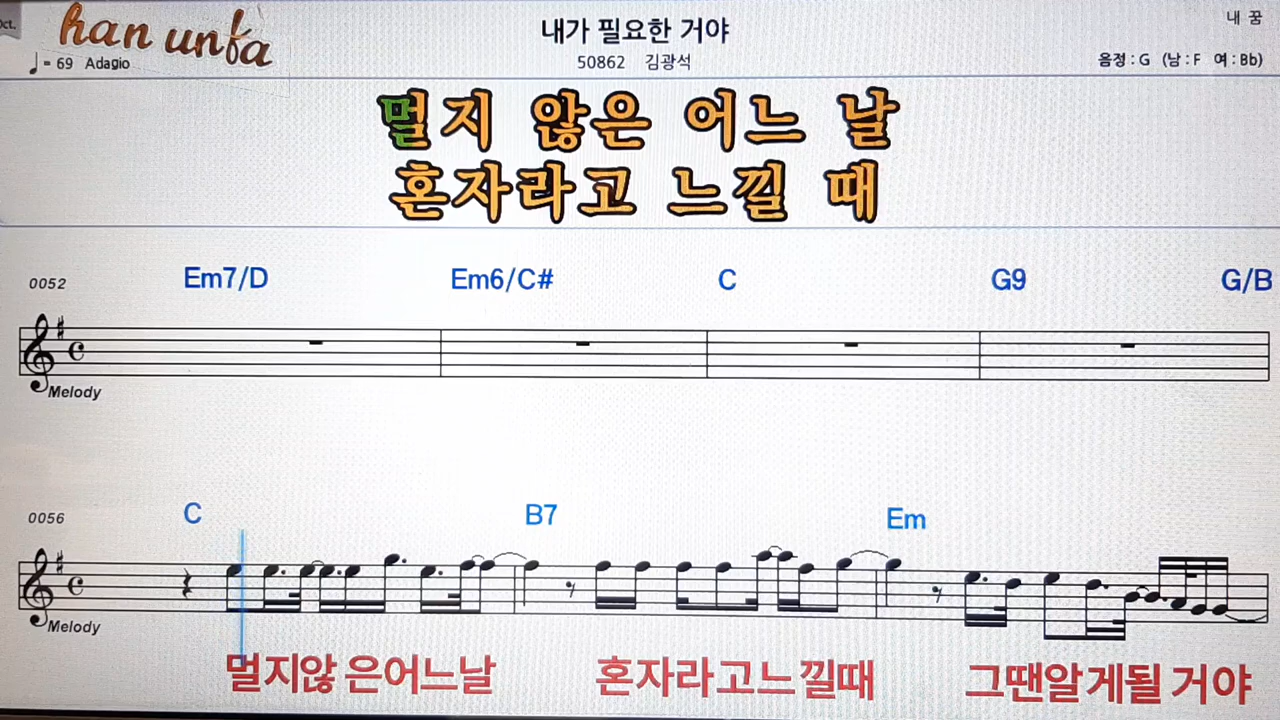 Oct.
han unfa
내가 필요한 거야
내 꿈
♩= 69 Adagio
50862 김광석
음정 : G (남 : F 여 : Bb)
멀지 않은 어느 날
혼자라고 느낄 때
0052 Em7/D Em6/C# C G9 G/B
Melody
0056 C B7 Em
Melody
멀지않 은어느날 혼자라고느낄때 그땐알게될 거야